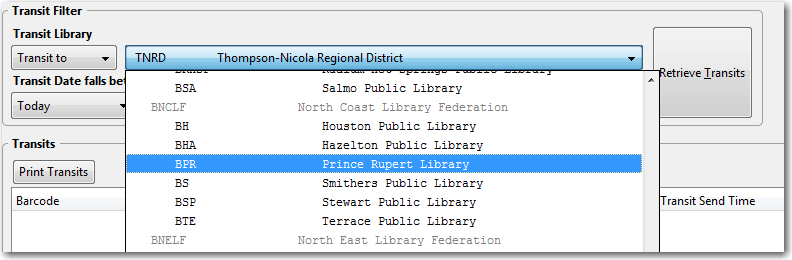 Transit Filter
Transit Library
Transit to TNRD Thompson-Nicola Regional District Retrieve Transits
Transit Date falls bet
Today
BSA Salmo Public Library
BNCLF North Coast Library Federation
BH Houston Public Library
Transits
BHA Hazelton Public Library
Print Transits BPR Prince Rupert Library
BS Smithers Public Library
Barcode BSP Stewart Public Library Transit Send Time
BTE Terrace Public Library
BNELF North East Library Federation